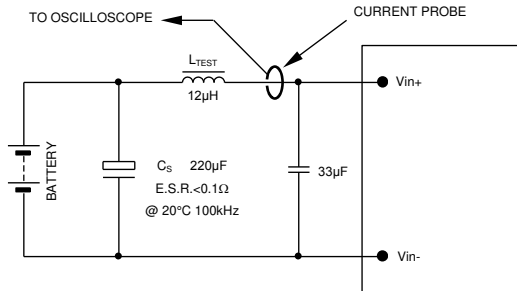 TO OSCILLOSCOPE
CURRENT PROBE
LTEST
12µH
Vin+
BATTERY
CS 220µF
E.S.R.<0.1Ω
@ 20°C 100kHz
33µF
Vin-